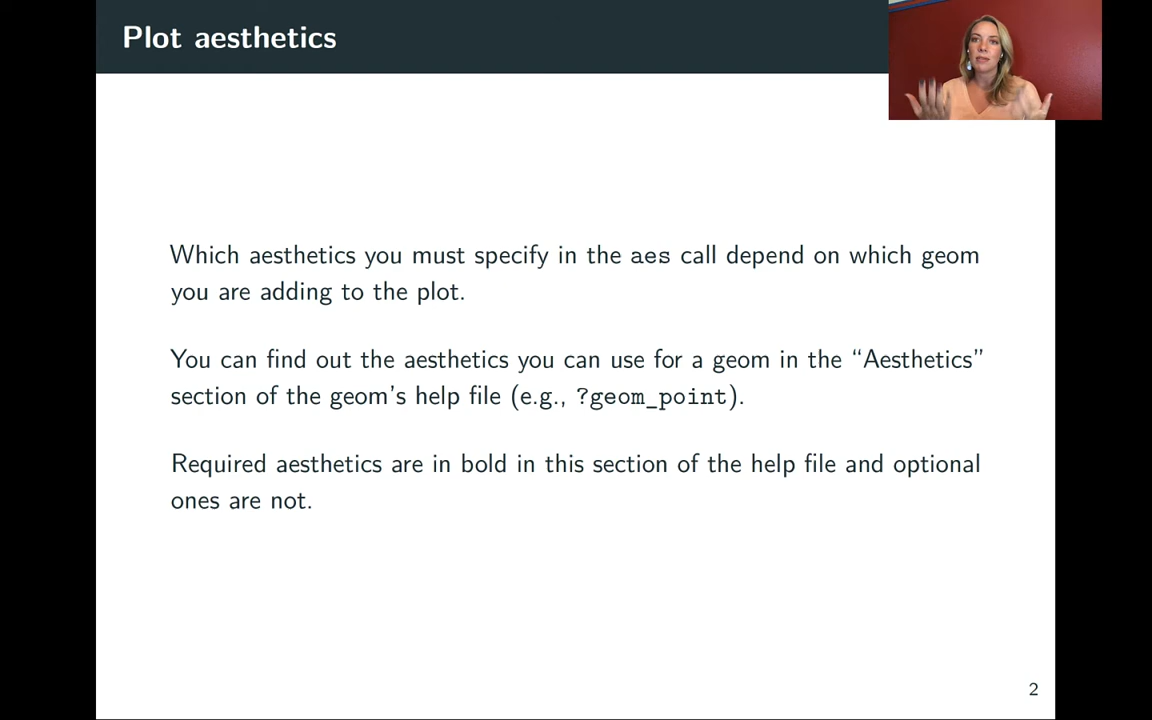 Plot aesthetics
Which aesthetics you must specify in the aes call depend on which geom
you are adding to the plot.
You can find out the aesthetics you can use for a geom in the “Aesthetics”
section of the geom’s help file (e.g., ?geom_point).
Required aesthetics are in bold in this section of the help file and optional
ones are not.
2